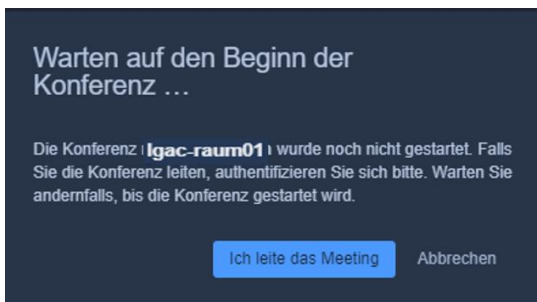 Warten auf den Beginn der
Konferenz ...
Die Konferenz lgac-raum01 wurde noch nicht gestartet. Falls
Sie die Konferenz leiten, authentifizieren Sie sich bitte. Warten Sie
andernfalls, bis die Konferenz gestartet wird.
Ich leite das Meeting Abbrechen